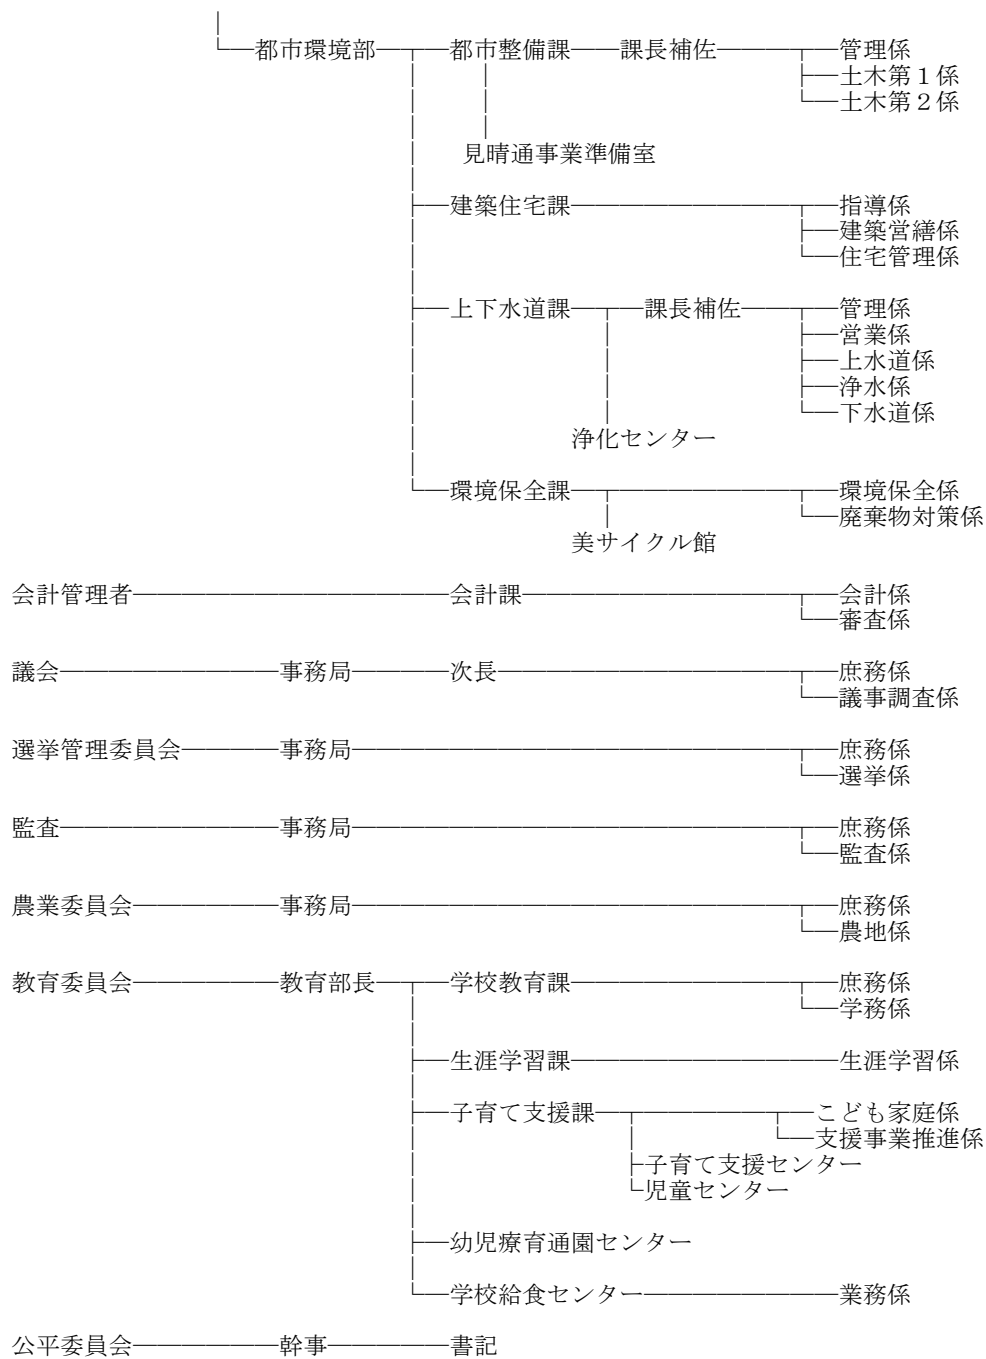 都市環境部 都市整備課 課長補佐 管理係
土木第１係
土木第２係
見晴通事業準備室
建築住宅課 指導係
建築営繕係
住宅管理係
上下水道課 課長補佐 管理係
営業係
上水道係
浄水係
下水道係
浄化センター
環境保全課 環境保全係
廃棄物対策係
美サイクル館
会計管理者 会計課 会計係
審査係
議会 事務局 次長 庶務係
議事調査係
選挙管理委員会 事務局 庶務係
選挙係
監査 事務局 庶務係
監査係
農業委員会 事務局 庶務係
農地係
教育委員会 教育部長 学校教育課 庶務係
学務係
生涯学習課 生涯学習係
子育て支援課 こども家庭係
支援事業推進係
子育て支援センター
児童センター
幼児療育通園センター
学校給食センター 業務係
公平委員会 幹事 書記